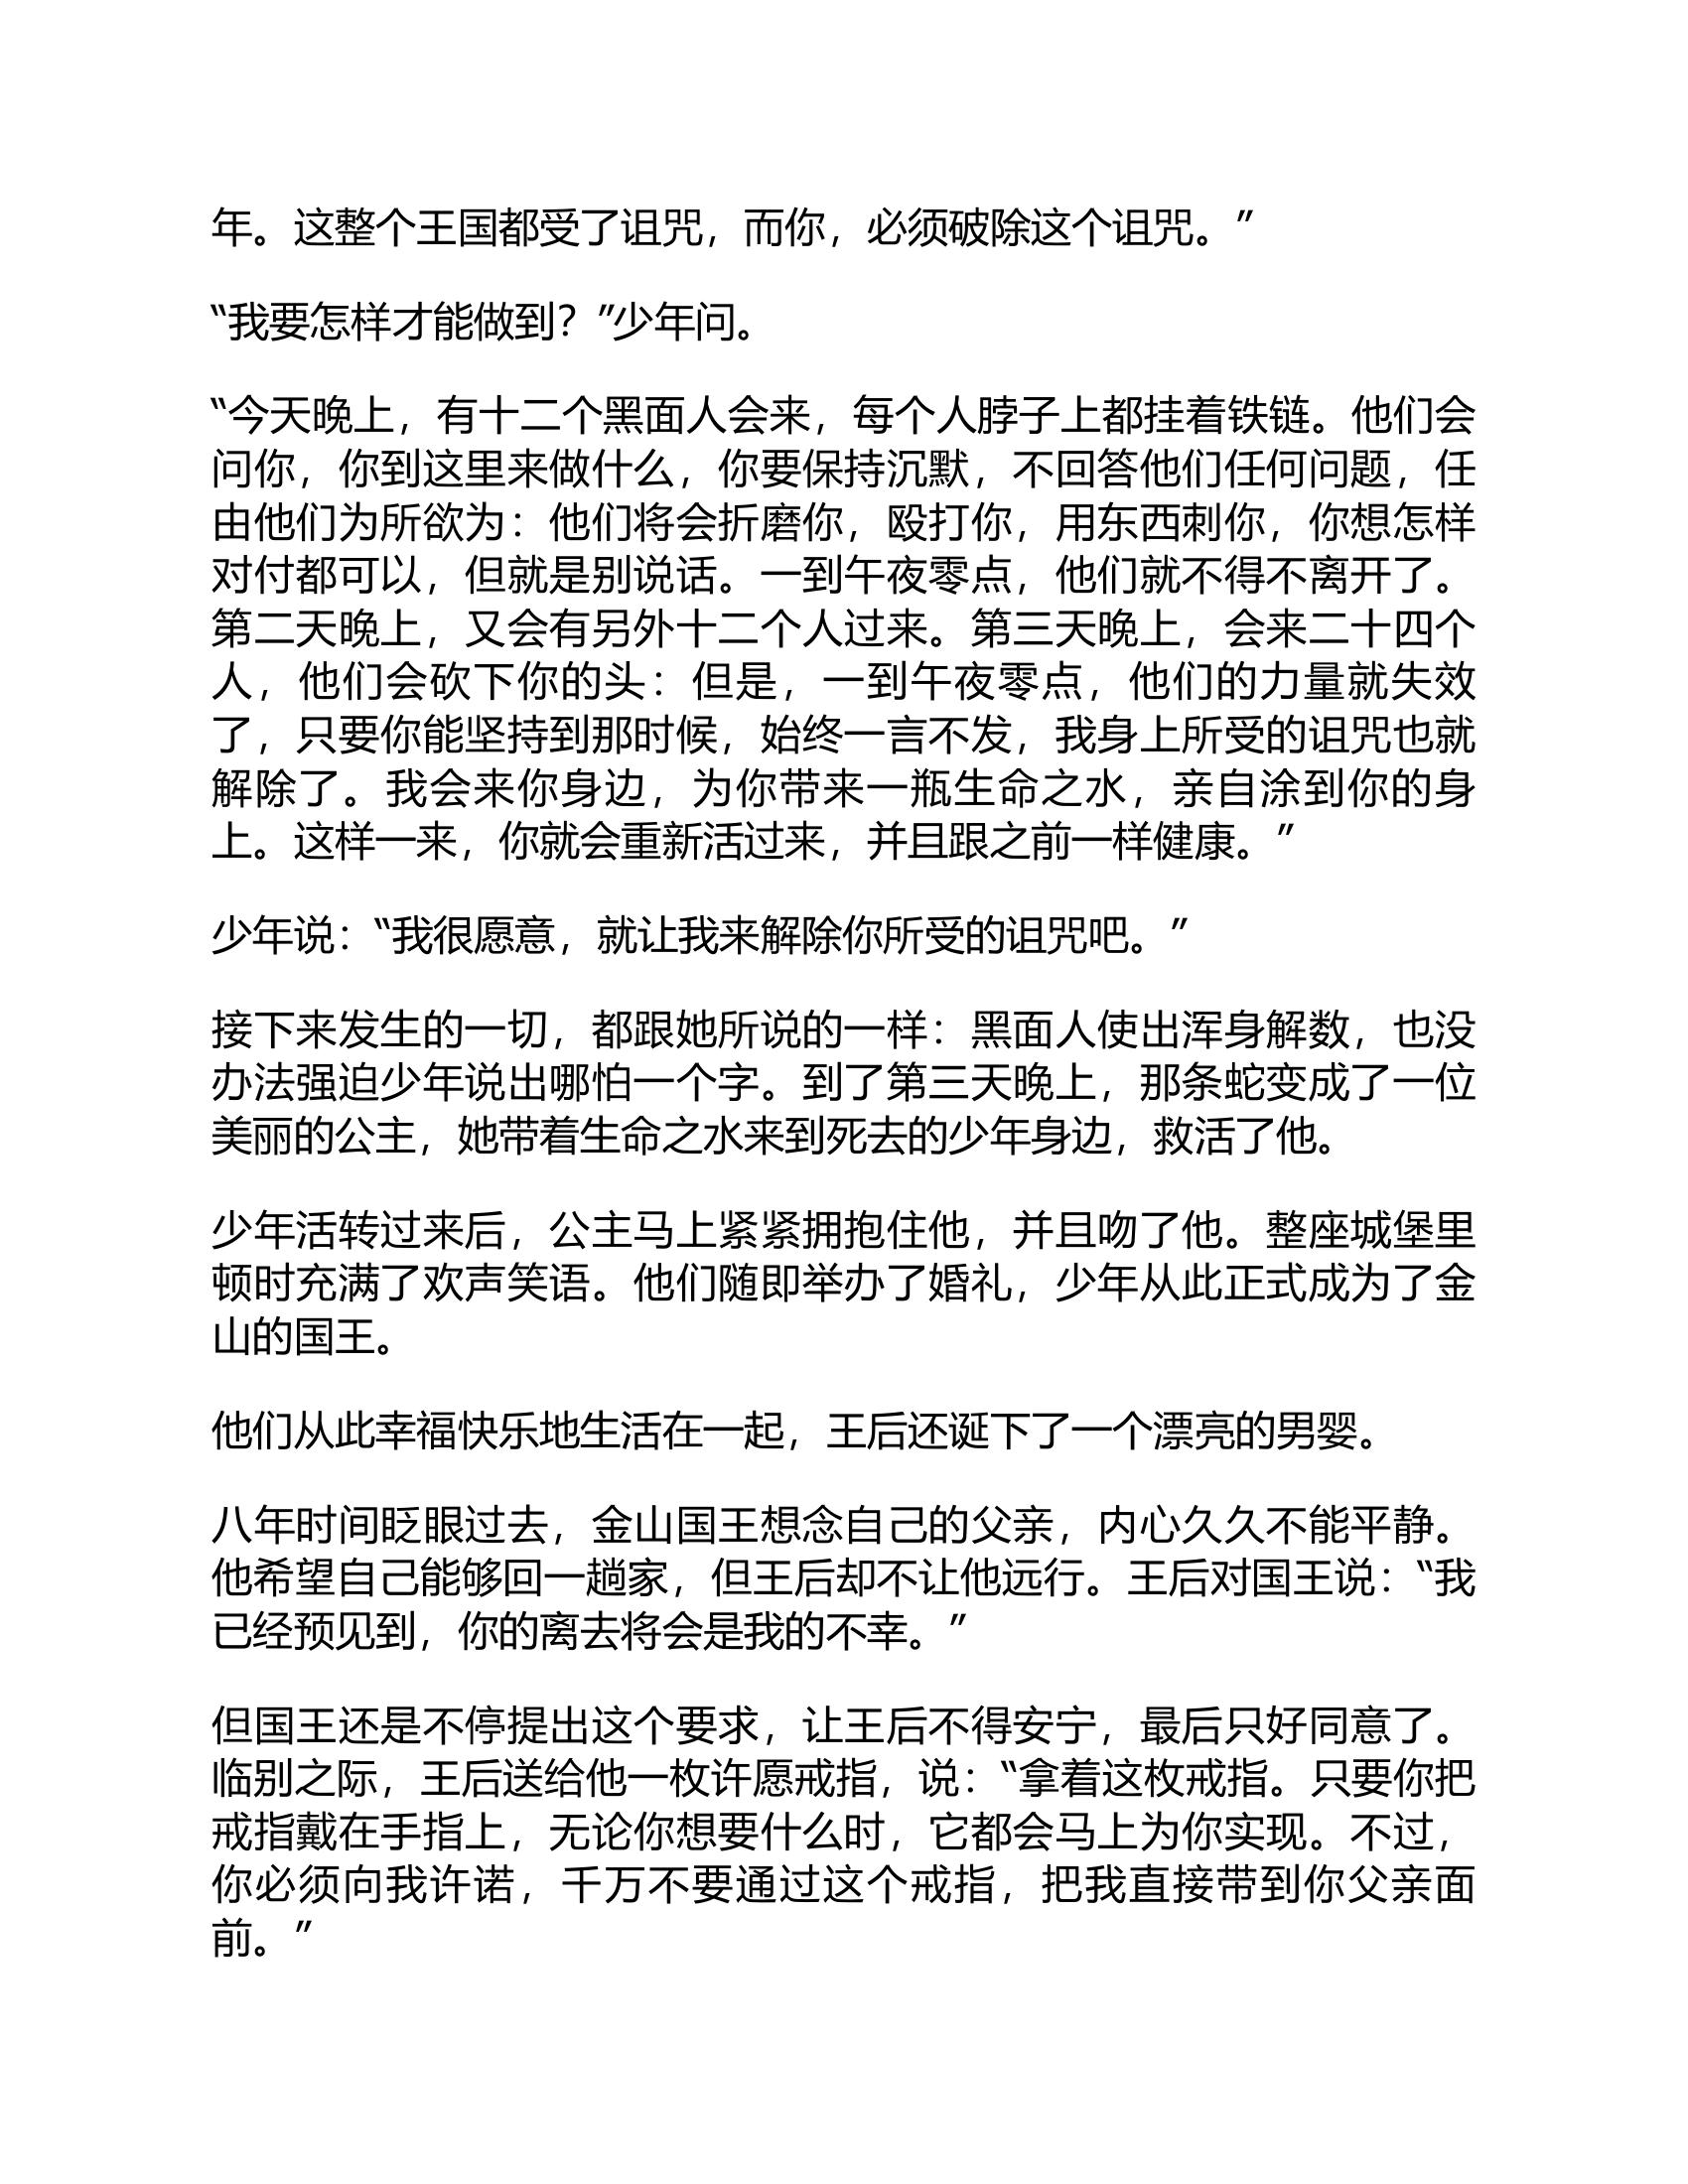 年。这整个王国都受了诅咒，而你，必须破除这个诅咒。”
“我要怎样才能做到？”少年问。
“今天晚上，有十二个黑面人会来，每个人脖子上都挂着铁链。他们会
问你，你到这里来做什么，你要保持沉默，不回答他们任何问题，任
由他们为所欲为：他们将会折磨你，殴打你，用东西刺你，你想怎样
对付都可以，但就是别说话。一到午夜零点，他们就不得不离开了。
第二天晚上，又会有另外十二个人过来。第三天晚上，会来二十四个
人，他们会砍下你的头：但是，一到午夜零点，他们的力量就失效
了，只要你能坚持到那时候，始终一言不发，我身上所受的诅咒也就
解除了。我会来你身边，为你带来一瓶生命之水，亲自涂到你的身
上。这样一来，你就会重新活过来，并且跟之前一样健康。”
少年说：“我很愿意，就让我来解除你所受的诅咒吧。”
接下来发生的一切，都跟她所说的一样：黑面人使出浑身解数，也没
办法强迫少年说出哪怕一个字。到了第三天晚上，那条蛇变成了一位
美丽的公主，她带着生命之水来到死去的少年身边，救活了他。
少年活转过来后，公主马上紧紧拥抱住他，并且吻了他。整座城堡里
顿时充满了欢声笑语。他们随即举办了婚礼，少年从此正式成为了金
山的国王。
他们从此幸福快乐地生活在一起，王后还诞下了一个漂亮的男婴。
八年时间眨眼过去，金山国王想念自己的父亲，内心久久不能平静。
他希望自己能够回一趟家，但王后却不让他远行。王后对国王说：“我
已经预见到，你的离去将会是我的不幸。”
但国王还是不停提出这个要求，让王后不得安宁，最后只好同意了。
临别之际，王后送给他一枚许愿戒指，说：“拿着这枚戒指。只要你把
戒指戴在手指上，无论你想要什么时，它都会马上为你实现。不过，
你必须向我许诺，千万不要通过这个戒指，把我直接带到你父亲面
前。”